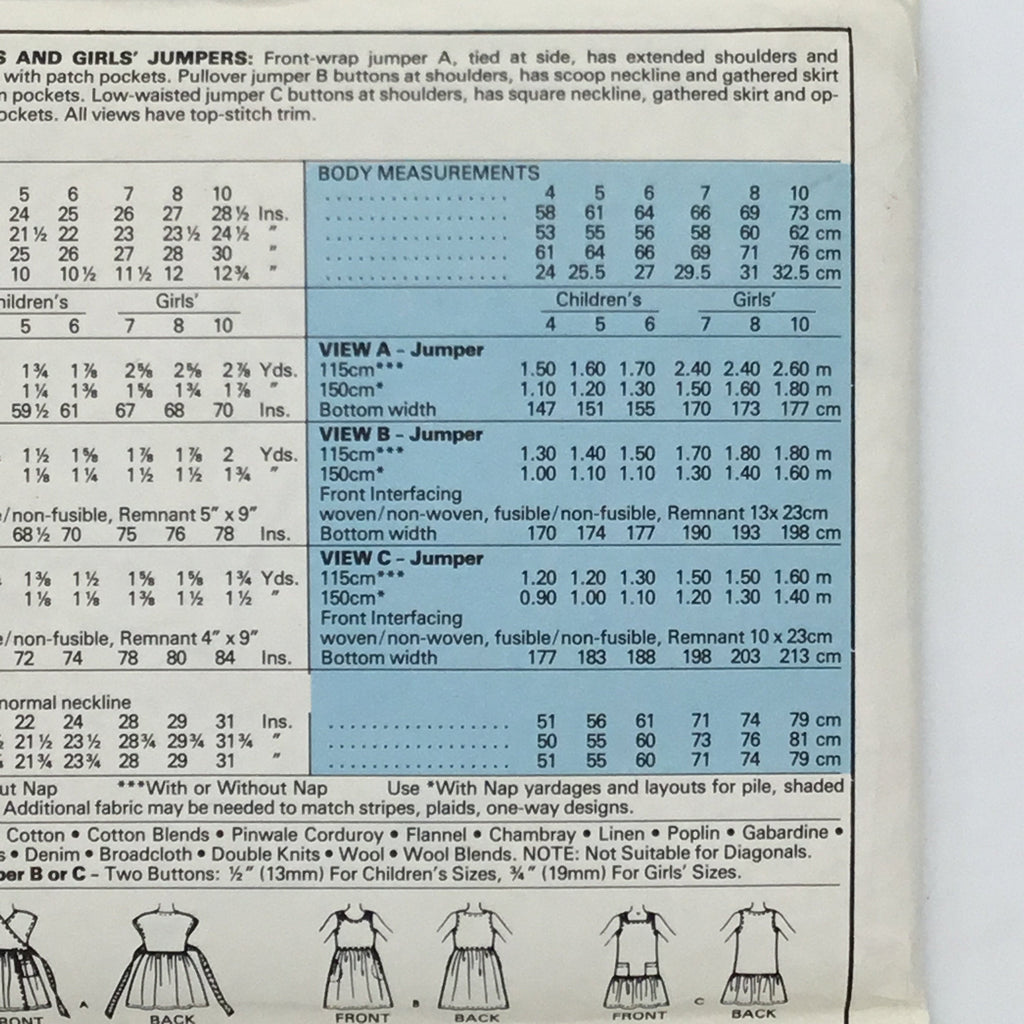 S AND GIRLS' JUMPERS: Front-wrap jumper A, tied at side, has extended shoulders and
with patch pockets. Pullover jumper B buttons at shoulders, has scoop neckline and gathered skirt
n pockets. Low-waisted jumper C buttons at shoulders, has square neckline, gathered skirt and op-
ockets. All views have top-stitch trim.
BODY MEASUREMENTS
5 6 7 8 10 4 5 6 7 8 10
24 25 26 27 28½ Ins. 58 61 64 66 69 73 cm
21½ 22 23 23½ 24½ " 53 55 56 58 60 62 cm
25 26 27 28 30 " 61 64 66 69 71 76 cm
10 10½ 11½ 12 12¾ " 24 25.5 27 29.5 31 32.5 cm
hildren's Girls' Children's Girls'
5 6 7 8 10 4 5 6 7 8 10
VIEW A - Jumper
1¾ 1⅞ 2⅝ 2⅝ 2⅞ Yds. 115cm*** 1.50 1.60 1.70 2.40 2.40 2.60 m
1¼ 1⅜ 1⅝ 1¾ 1⅞ " 150cm* 1.10 1.20 1.30 1.50 1.60 1.80 m
59½ 61 67 68 70 Ins. Bottom width 147 151 155 170 173 177 cm
VIEW B - Jumper
1½ 1⅝ 1⅞ 1⅞ 2 Yds. 115cm*** 1.30 1.40 1.50 1.70 1.80 1.80 m
1⅛ 1¼ 1½ 1½ 1¾ " 150cm* 1.00 1.10 1.10 1.30 1.40 1.60 m
Front Interfacing
/non-fusible, Remnant 5" x 9" woven/non-woven, fusible/non-fusible, Remnant 13x 23cm
68½ 70 75 76 78 Ins. Bottom width 170 174 177 190 193 198 cm
VIEW C - Jumper
1⅜ 1½ 1⅝ 1⅝ 1¾ Yds. 115cm*** 1.20 1.20 1.30 1.50 1.50 1.60 m
1⅛ 1⅛ 1⅜ 1½ 1½ " 150cm* 0.90 1.00 1.10 1.20 1.30 1.40 m
Front Interfacing
/non-fusible, Remnant 4" x 9" woven/non-woven, fusible/non-fusible, Remnant 10 x 23cm
72 74 78 80 84 Ins. Bottom width 177 183 188 198 203 213 cm
normal neckline
22 24 28 29 31 Ins. 51 56 61 71 74 79 cm
21½ 23½ 28¾ 29¾ 31¾ " 50 55 60 73 76 81 cm
21¾ 23¾ 28 29 31 " 51 55 60 71 74 79 cm
ut Nap ***With or Without Nap Use *With Nap yardages and layouts for pile, shaded
Additional fabric may be needed to match stripes, plaids, one-way designs.
Cotton • Cotton Blends • Pinwale Corduroy • Flannel • Chambray • Linen • Poplin • Gabardine •
s • Denim • Broadcloth • Double Knits • Wool • Wool Blends. NOTE: Not Suitable for Diagonals.
per B or C - Two Buttons: ½" (13mm) For Children's Sizes, ¾" (19mm) For Girls' Sizes.
A B C
RONT BACK FRONT BACK FRONT BACK